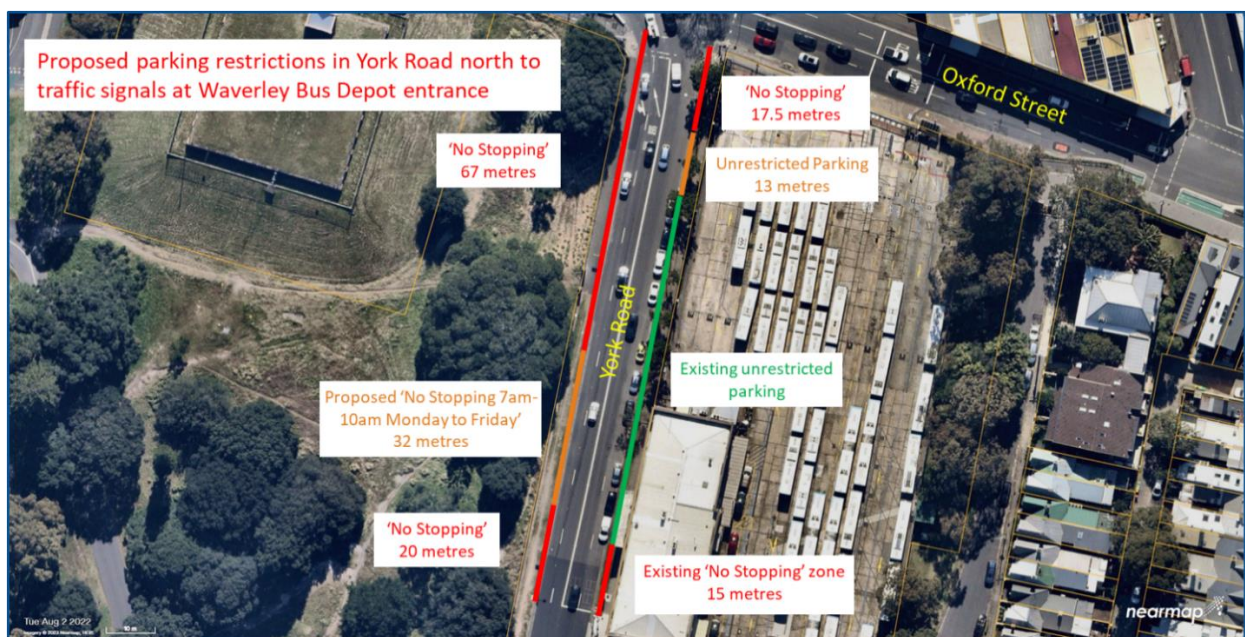 Proposed parking restrictions in York Road north to
traffic signals at Waverley Bus Depot entrance
‘No Stopping’
67 metres
‘No Stopping’
17.5 metres
Oxford Street
Unrestricted Parking
13 metres
York Road
Existing unrestricted
parking
Proposed ‘No Stopping 7am-
10am Monday to Friday’
32 metres
‘No Stopping’
20 metres
Existing ‘No Stopping’ zone
15 metres
Tue Aug 2 2022
10 m
nearmap